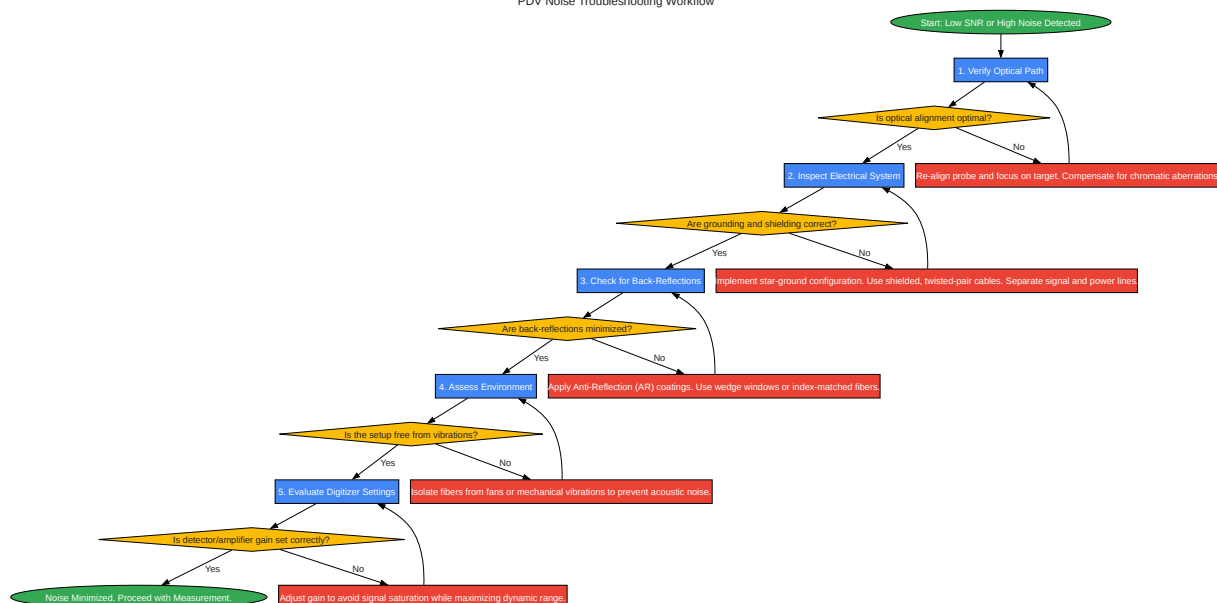 PDV Noise Troubleshooting Workflow
Start: Low SNR or High Noise Detected
1. Verify Optical Path
Is optical alignment optimal?
Yes
No
2. Inspect Electrical System
Re-align probe and focus on target. Compensate for chromatic aberrations.
Are grounding and shielding correct?
Yes
No
3. Check for Back-Reflections
Implement star-ground configuration. Use shielded, twisted-pair cables. Separate signal and power lines.
Are back-reflections minimized?
Yes
No
4. Assess Environment
Apply Anti-Reflection (AR) coatings. Use wedge windows or index-matched fibers.
Is the setup free from vibrations?
Yes
No
5. Evaluate Digitizer Settings
Isolate fibers from fans or mechanical vibrations to prevent acoustic noise.
Is detector/amplifier gain set correctly?
Yes
No
Noise Minimized. Proceed with Measurement.
Adjust gain to avoid signal saturation while maximizing dynamic range.